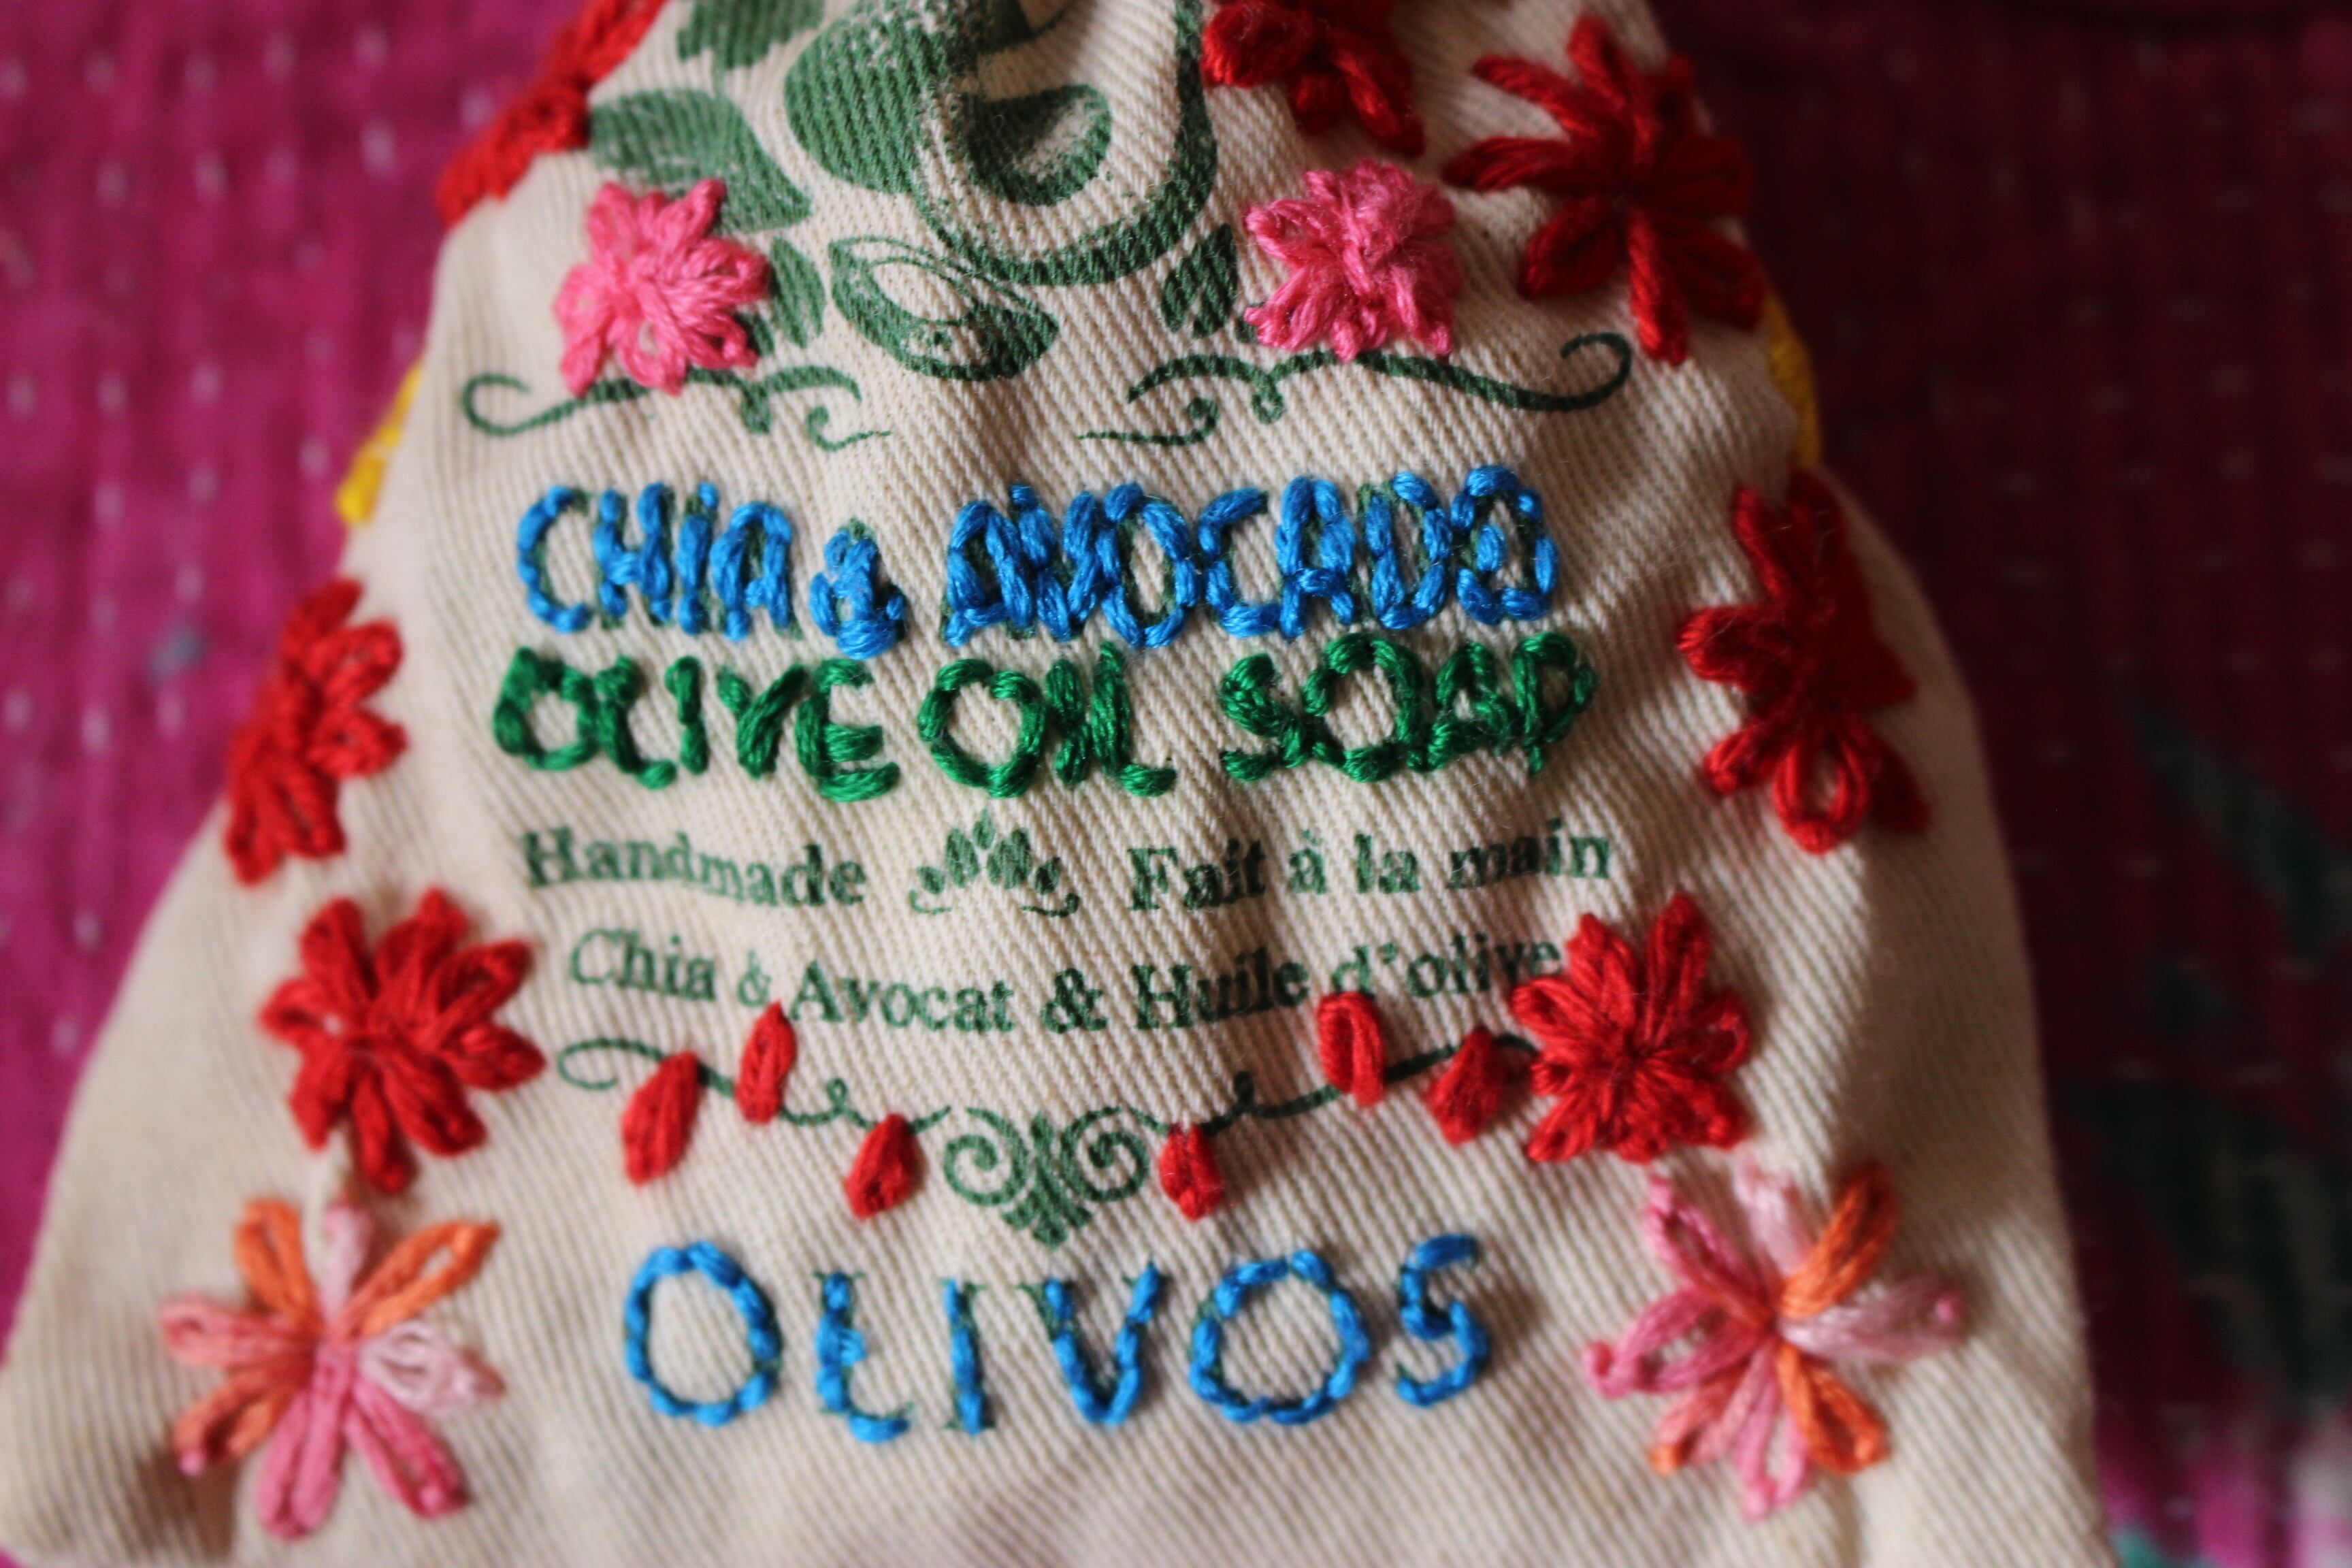 CHIA & AVOCADO
OLIVE OIL SOAP
Handmade Fait à la main
Chia & Avocat & Huile d'olive
OLIVOS